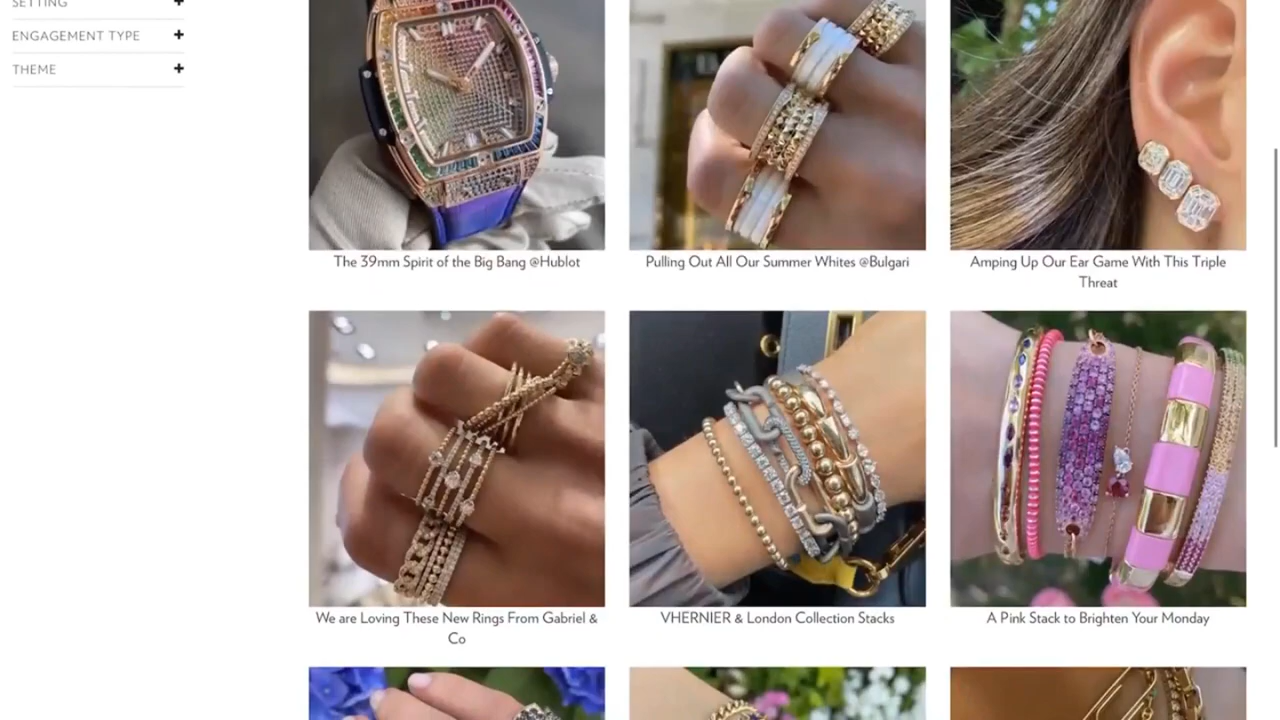 SETTING +
ENGAGEMENT TYPE +
THEME +
The 39mm Spirit of the Big Bang @Hublot
Pulling Out All Our Summer Whites @Bulgari
Amping Up Our Ear Game With This Triple
Threat
We are Loving These New Rings From Gabriel &
Co
VHERNIER & London Collection Stacks
A Pink Stack to Brighten Your Monday